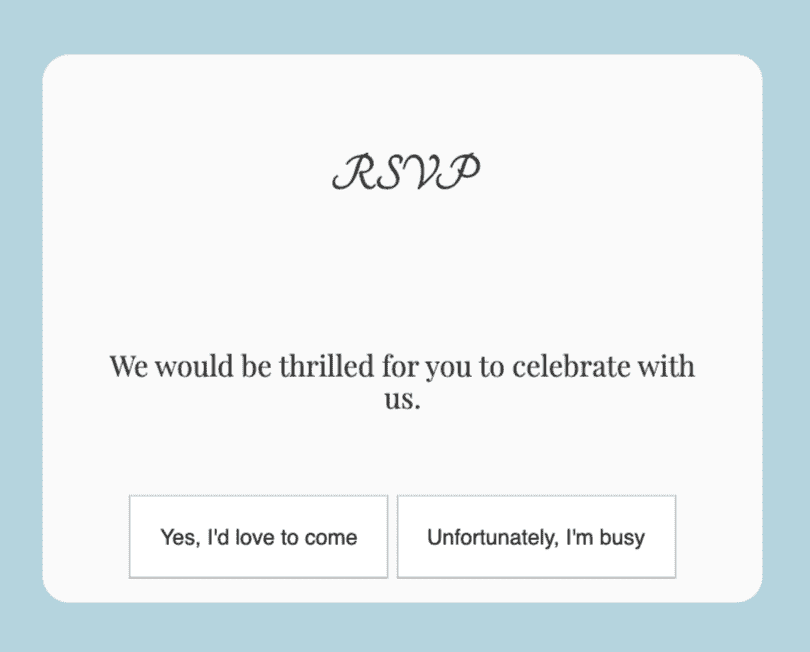 RSVP
We would be thrilled for you to celebrate with
us.
Yes, I'd love to come
Unfortunately, I'm busy